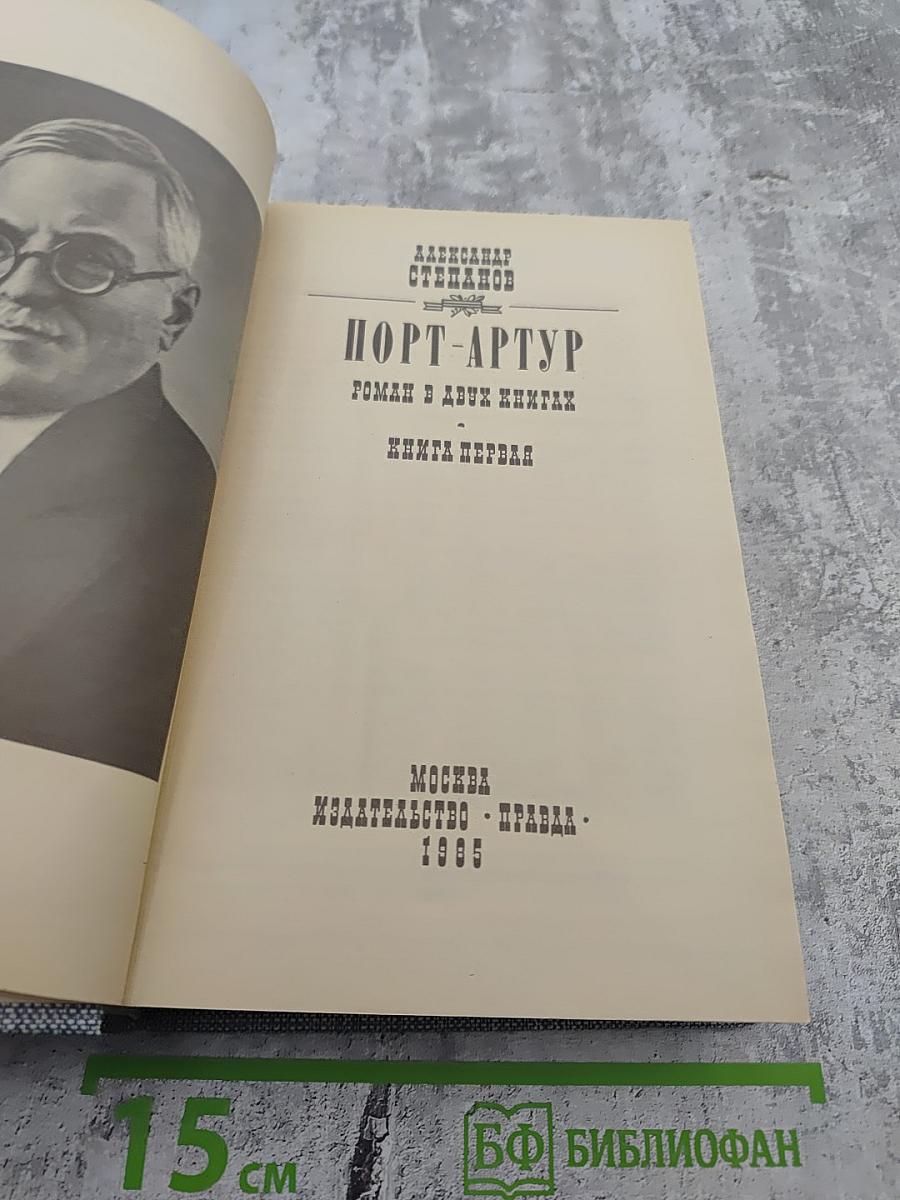 АЛЕКСАНДР
СТЕПАНОВ
ПОРТ-АРТУР
РОМАН В ДВУХ КНИГАХ
•
КНИГА ПЕРВАЯ
МОСКВА
ИЗДАТЕЛЬСТВО • ПРАВДА •
1985
15 см
БФ БИБЛИОФАН